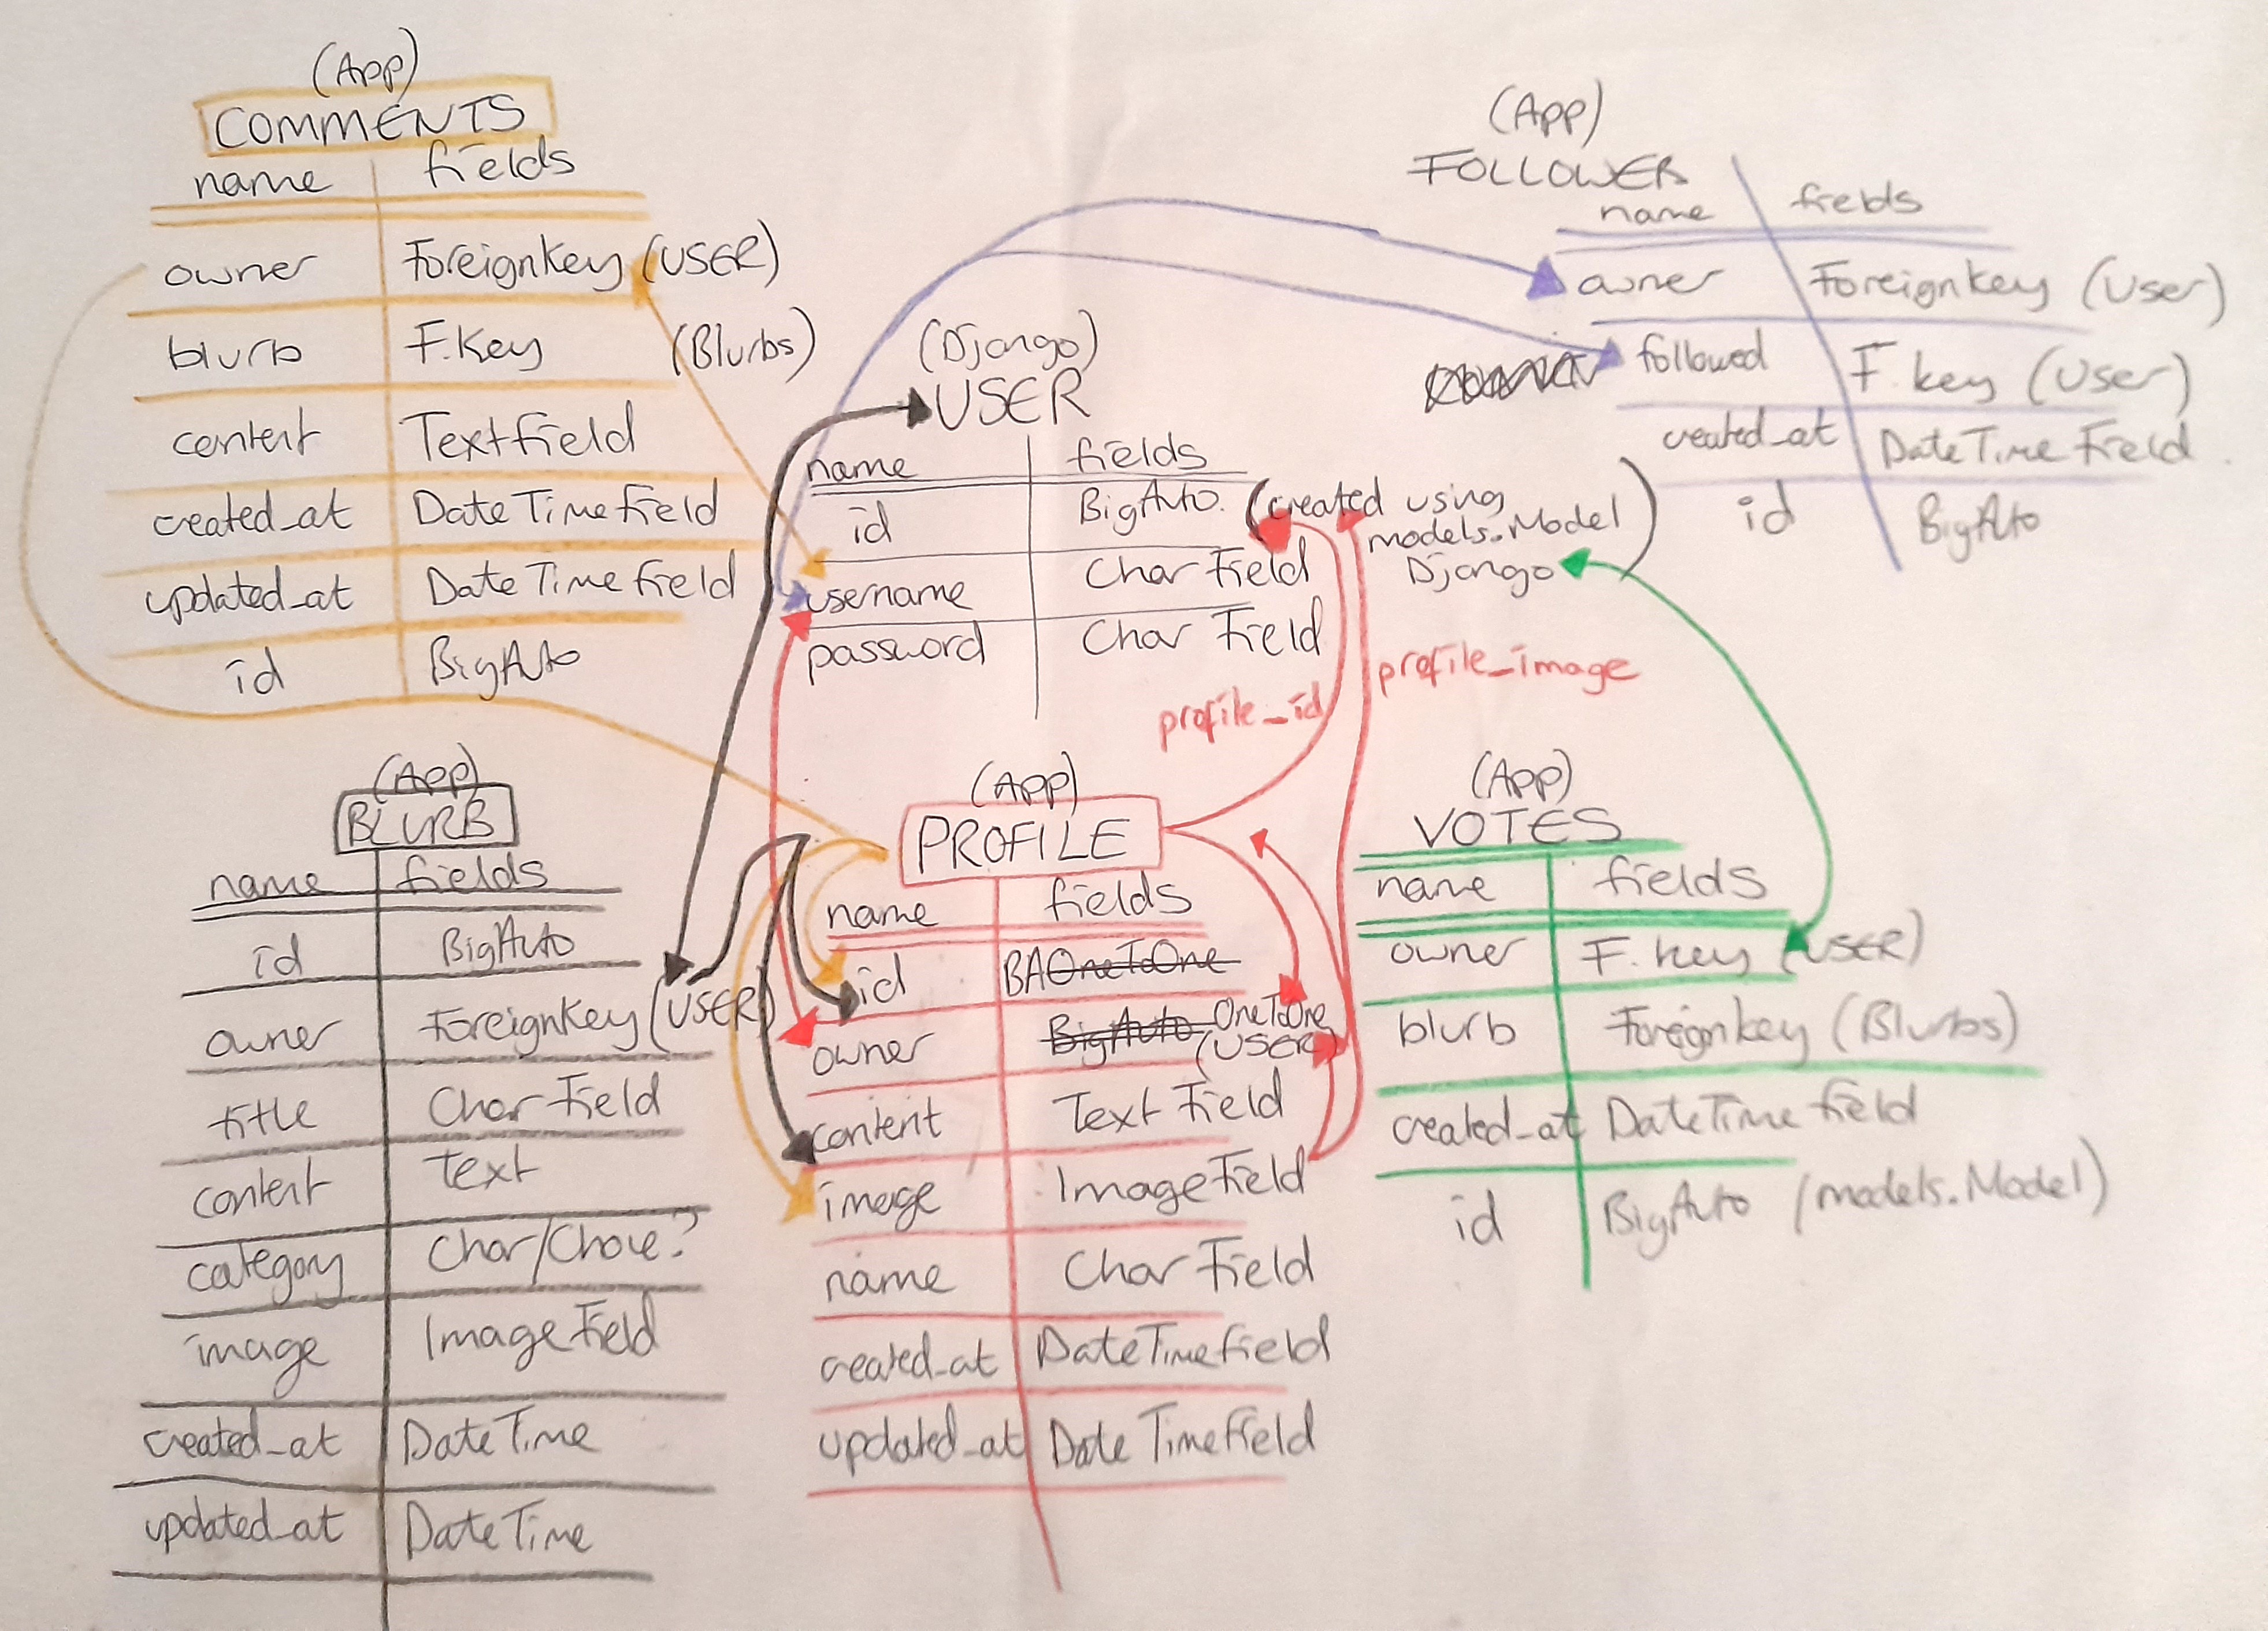 (App)
COMMENTS
name fields
owner ForeignKey (USER)
blurb F.Key (Blurbs)
content Textfield
created_at DateTimefield
updated_at DateTimefield
id BigAuto
(App)
FOLLOWER
name fields
owner ForeignKey (User)
followed F.key (User)
created_at DateTimeField
id BigAuto
(Django)
USER
name fields
id BigAuto. (created using
models.Model
Django)
username CharField
password Char Field
profile_id
profile_image
(App)
BLURB
name fields
id BigAuto
owner ForeignKey (USER)
title CharField
content Text
category Char/Choice?
image ImageField
created_at DateTime
updated_at DateTime
(App)
PROFILE
name fields
id BA OneToOne
owner BigAuto OneToOne
(USER)
content TextField
image ImageField
name CharField
created_at DateTimefield
updated_at DateTimefield
(App)
VOTES
name fields
owner F.key (USER)
blurb Foreignkey (Blurbs)
created_at DateTimefield
id BigAuto (models.Model)